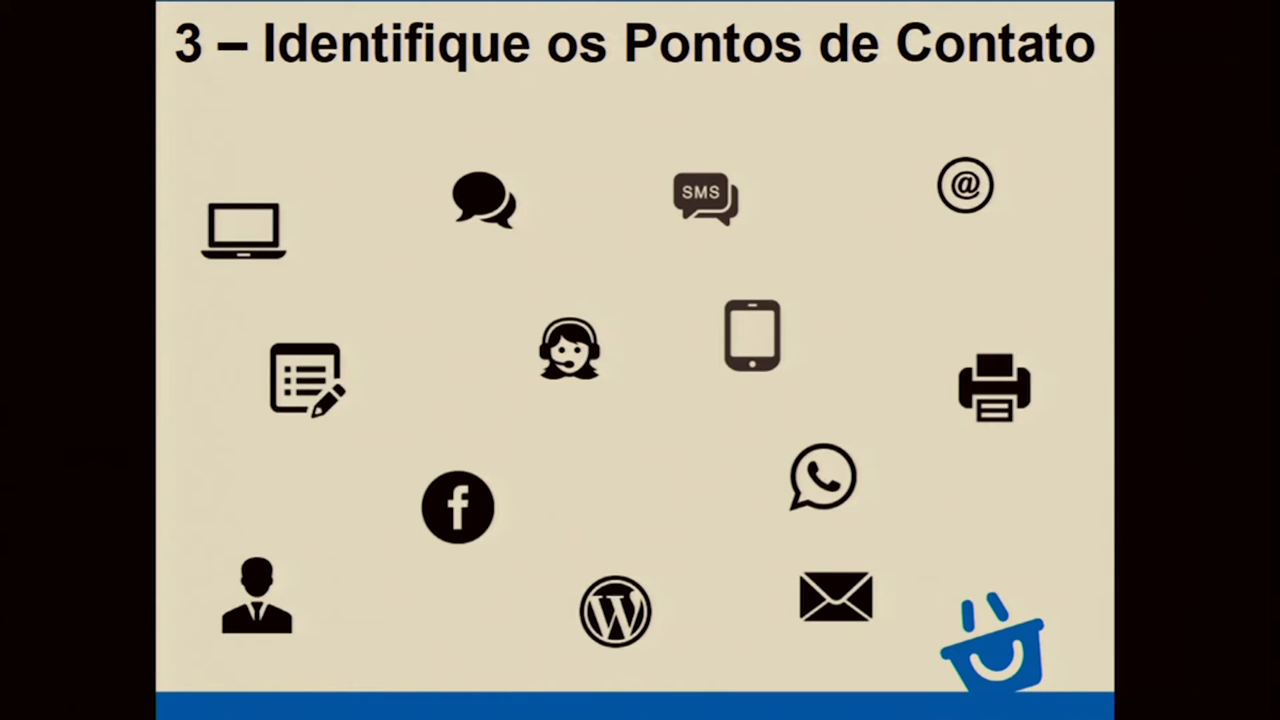 3 – Identifique os Pontos de Contato
SMS
@